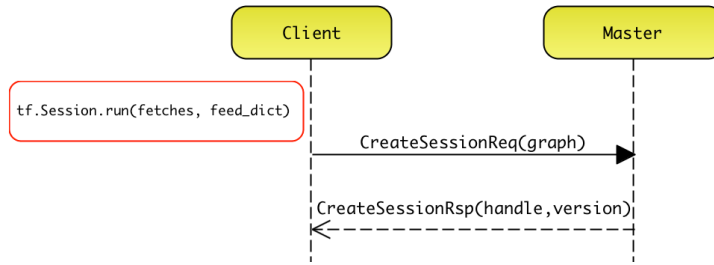 Client
Master
tf.Session.run(fetches, feed_dict)
CreateSessionReq(graph)
CreateSessionRsp(handle,version)